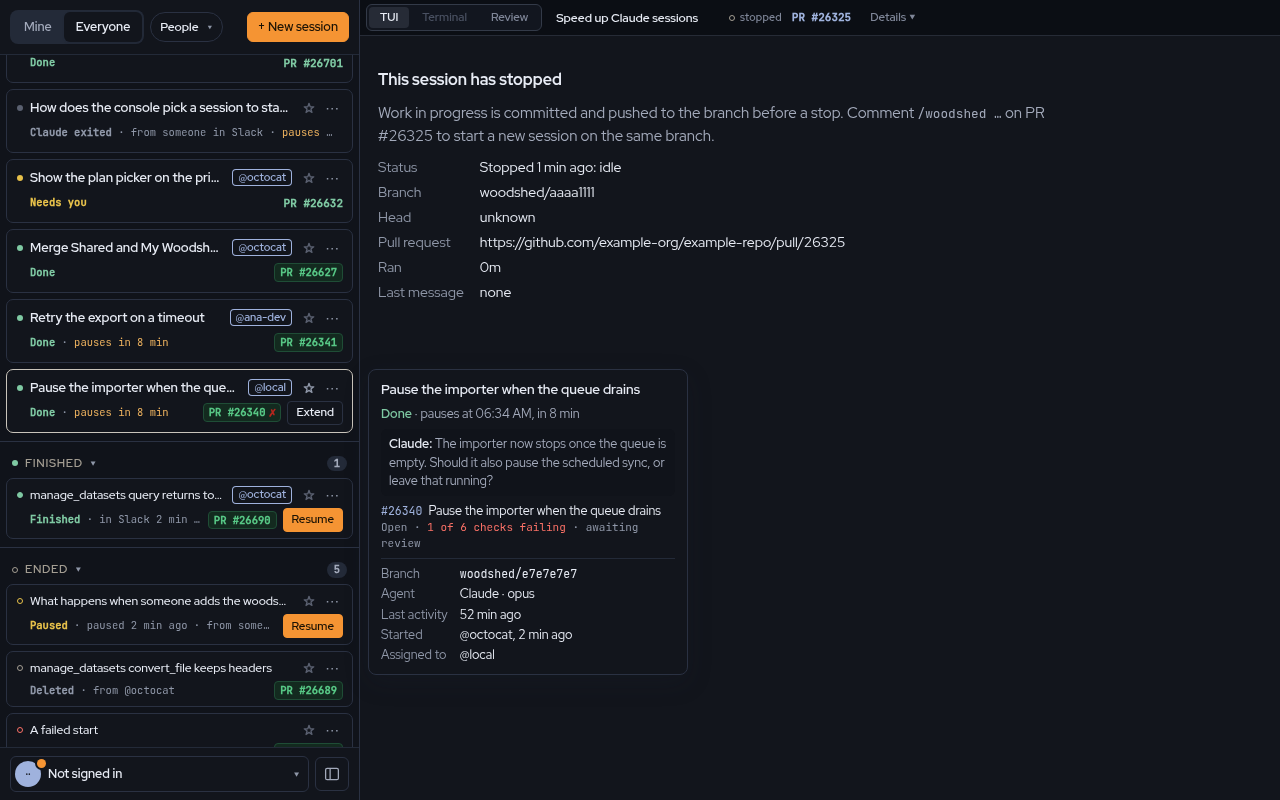 Mine Everyone People ▾ + New session
Done PR #26701
How does the console pick a session to sta… ☆ ···
Claude exited · from someone in Slack · pauses …
Show the plan picker on the pri… @octocat ☆ ···
Needs you PR #26632
Merge Shared and My Woodsh… @octocat ☆ ···
Done PR #26627
Retry the export on a timeout @ana-dev ☆ ···
Done · pauses in 8 min PR #26341
Pause the importer when the que… @local ☆ ···
Done · pauses in 8 min PR #26340 ✗ Extend
FINISHED ▾ 1
manage_datasets query returns to… @octocat ☆ ···
Finished · in Slack 2 min … PR #26690 Resume
ENDED ▾ 5
What happens when someone adds the woods… ☆ ···
Paused · paused 2 min ago · from some… Resume
manage_datasets convert_file keeps headers ☆ ···
Deleted · from @octocat PR #26689
A failed start ☆ ···
Not signed in ▾
TUI Terminal Review Speed up Claude sessions stopped PR #26325 Details ▾
This session has stopped
Work in progress is committed and pushed to the branch before a stop. Comment /woodshed … on PR
#26325 to start a new session on the same branch.
Status Stopped 1 min ago: idle
Branch woodshed/aaaa1111
Head unknown
Pull request https://github.com/example-org/example-repo/pull/26325
Ran 0m
Last message none
Pause the importer when the queue drains
Done · pauses at 06:34 AM, in 8 min
Claude: The importer now stops once the queue is
empty. Should it also pause the scheduled sync, or
leave that running?
#26340 Pause the importer when the queue drains
Open · 1 of 6 checks failing · awaiting
review
Branch woodshed/e7e7e7e7
Agent Claude · opus
Last activity 52 min ago
Started @octocat, 2 min ago
Assigned to @local